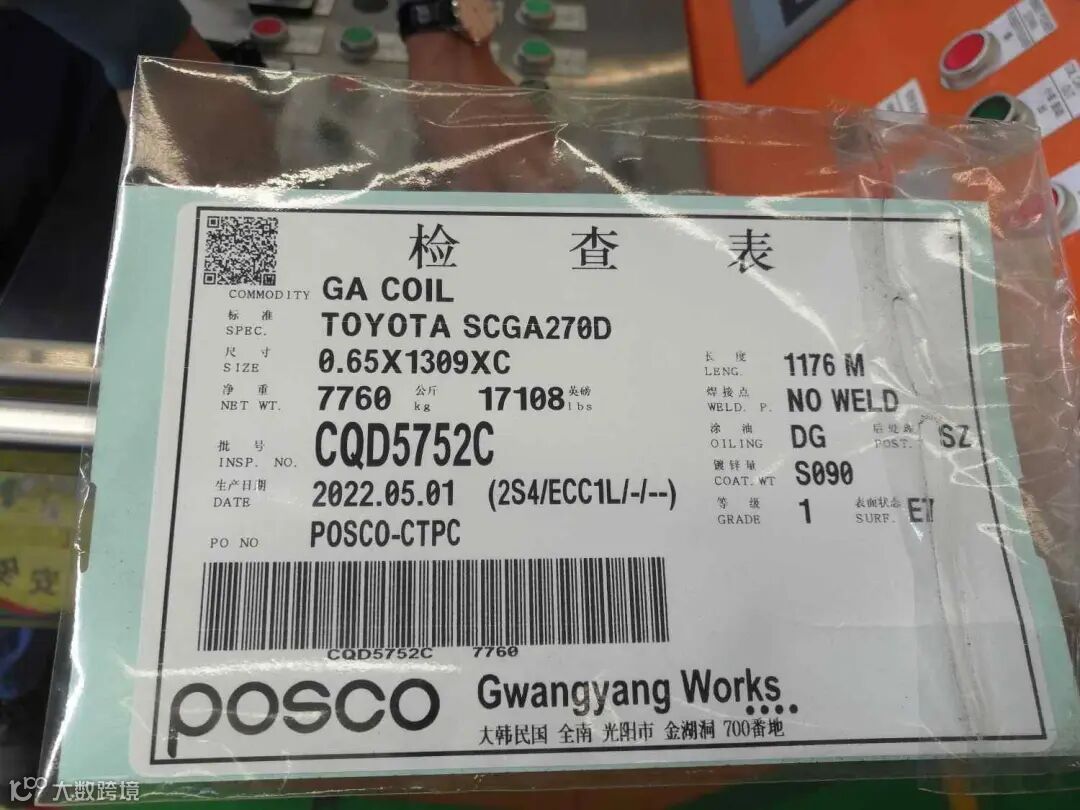 检 查 表
COMMODITY GA COIL
标 准
SPEC. TOYOTA SCGA270D
尺 寸
SIZE 0.65X1309XC
长 度
LENG. 1176 M
净 重 公斤 英磅
NET WT. 7760 kg 17108 lbs
焊接点
WELD. P. NO WELD
批 号
INSP. NO. CQD5752C
涂 油
OILING DG POST. SZ
生产日期
DATE 2022.05.01 (2S4/ECC1L/-/--)
镀锌量
COAT.WT S090
等 级 表面状态
GRADE 1 SURF.
PO NO POSCO-CTPC
CQD5752C 7760
posco Gwangyang Works
大韩民国 全南 光阳市 金湖洞 700番地
大数跨境